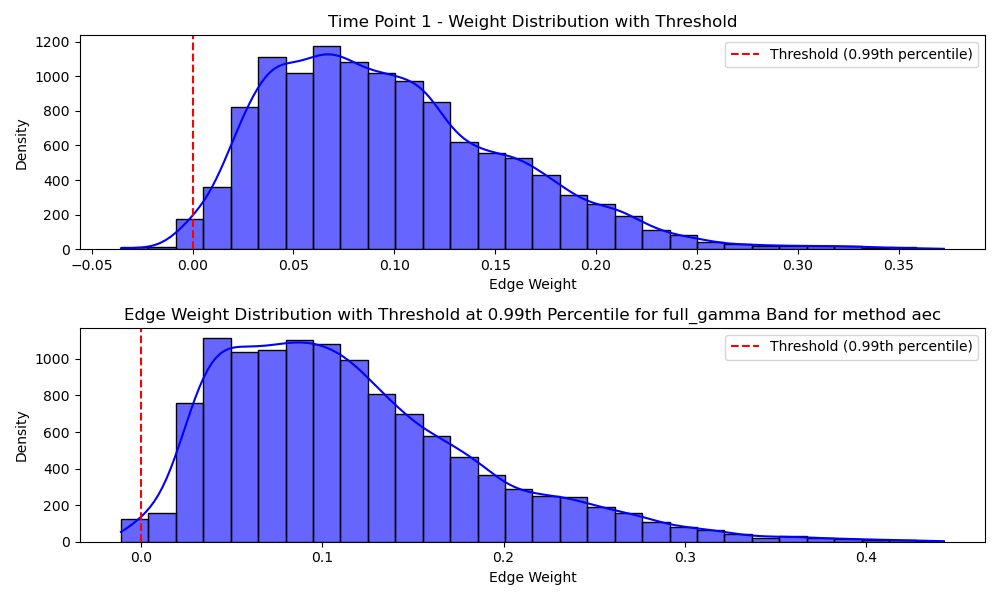 Time Point 1 - Weight Distribution with Threshold
1200
1000
800
600
400
200
0
Density
Threshold (0.99th percentile)
−0.05 0.00 0.05 0.10 0.15 0.20 0.25 0.30 0.35
Edge Weight
Edge Weight Distribution with Threshold at 0.99th Percentile for full_gamma Band for method aec
1000
800
600
400
200
0
Density
Threshold (0.99th percentile)
0.0 0.1 0.2 0.3 0.4
Edge Weight